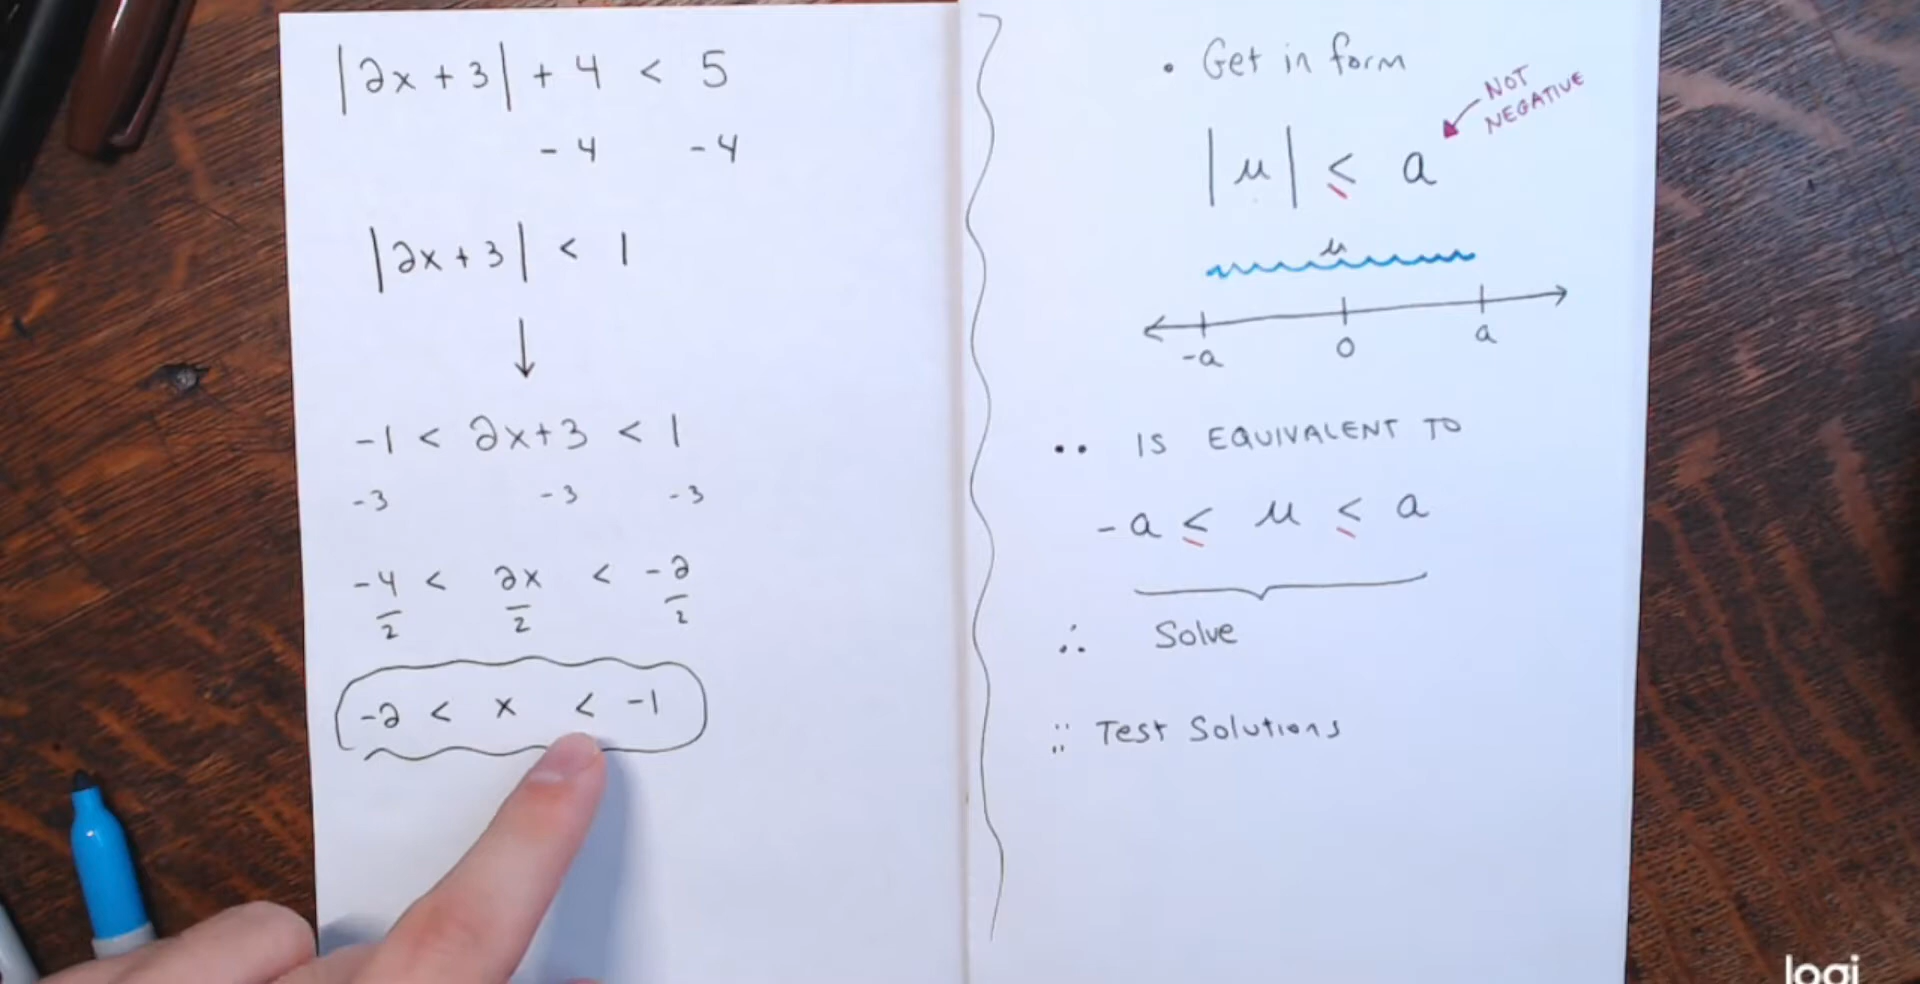 |2x + 3| + 4 < 5
- 4 - 4
|2x + 3| < 1
-1 < 2x+3 < 1
-3 -3 -3
-4 < 2x < -2
2 2 2
-2 < x < -1
• Get in form
NOT
NEGATIVE
|u| ≤ a
u
-a 0 a
•• IS EQUIVALENT TO
-a ≤ u ≤ a
∴ Solve
:: Test Solutions
logi